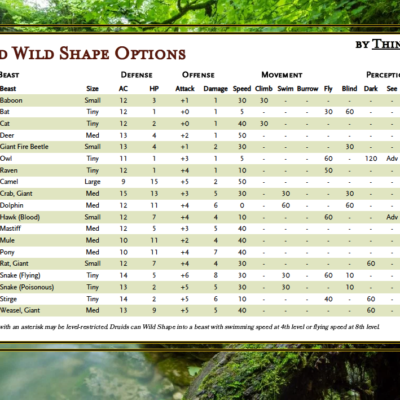 D WILD SHAPE OPTIONS
BY THIN
BEAST DEFENSE OFFENSE MOVEMENT PERCEPTIO
Beast Size AC HP Attack Damage Speed Climb Swim Burrow Fly Blind Dark See
Baboon Small 12 3 +1 1 30 30 - - - - - -
Bat Tiny 12 1 +0 1 5 - - - 30 60 - -
Cat Tiny 12 2 +0 1 40 30 - - - - - -
Deer Med 13 4 +2 1 50 - - - - - - -
Giant Fire Beetle Small 13 4 +1 2 30 - - - - 30 - -
Owl Tiny 11 1 +3 1 5 - - - 60 - 120 Adv
Raven Tiny 12 1 +4 1 10 - - - 50 - - -
Camel Large 9 15 +5 2 50 - - - - - - -
Crab, Giant Med 15 13 +3 5 30 - 30 - - 30 - -
Dolphin Med 12 11 +4 6 0 - 60 - - 60 - -
Hawk (Blood) Small 12 7 +4 4 10 - - - 60 - - Adv
Mastiff Med 12 5 +3 5 40 - - - - - - -
Mule Med 10 11 +2 4 40 - - - - - - -
Pony Med 10 11 +4 7 40 - - - - - - -
Rat, Giant Small 12 7 +4 4 30 - - - - - 60 -
Snake (Flying) Tiny 14 5 +6 8 30 - 30 - 60 10 - -
Snake (Poisonous) Tiny 13 2 +5 5 30 - 30 - - 10 - -
Stirge Tiny 14 2 +5 6 10 - - - 40 - 60 -
Weasel, Giant Med 13 9 +5 5 40 - - - - - 60 -
with an asterisk may be level-restricted. Druids can Wild Shape into a beast with swimming speed at 4th level or flying speed at 8th level.